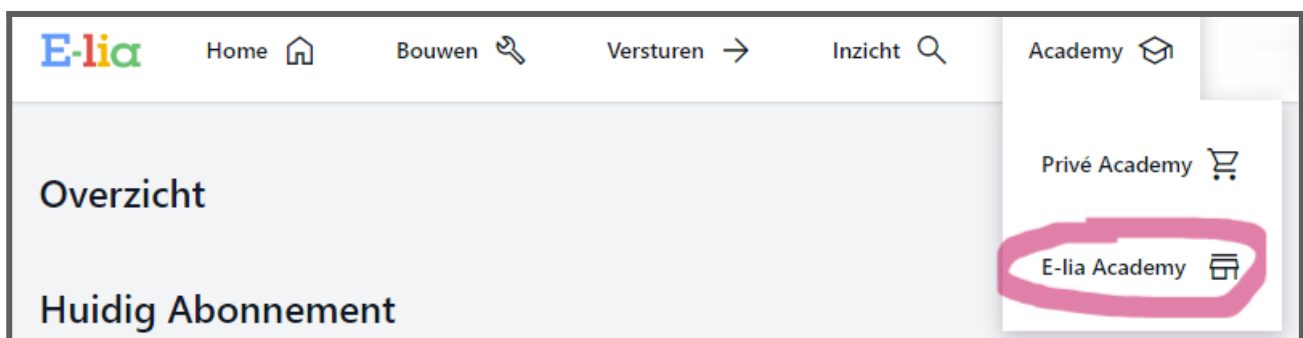 E-lia Home Bouwen Versturen Inzicht Academy
Privé Academy
Overzicht
E-lia Academy
Huidig Abonnement